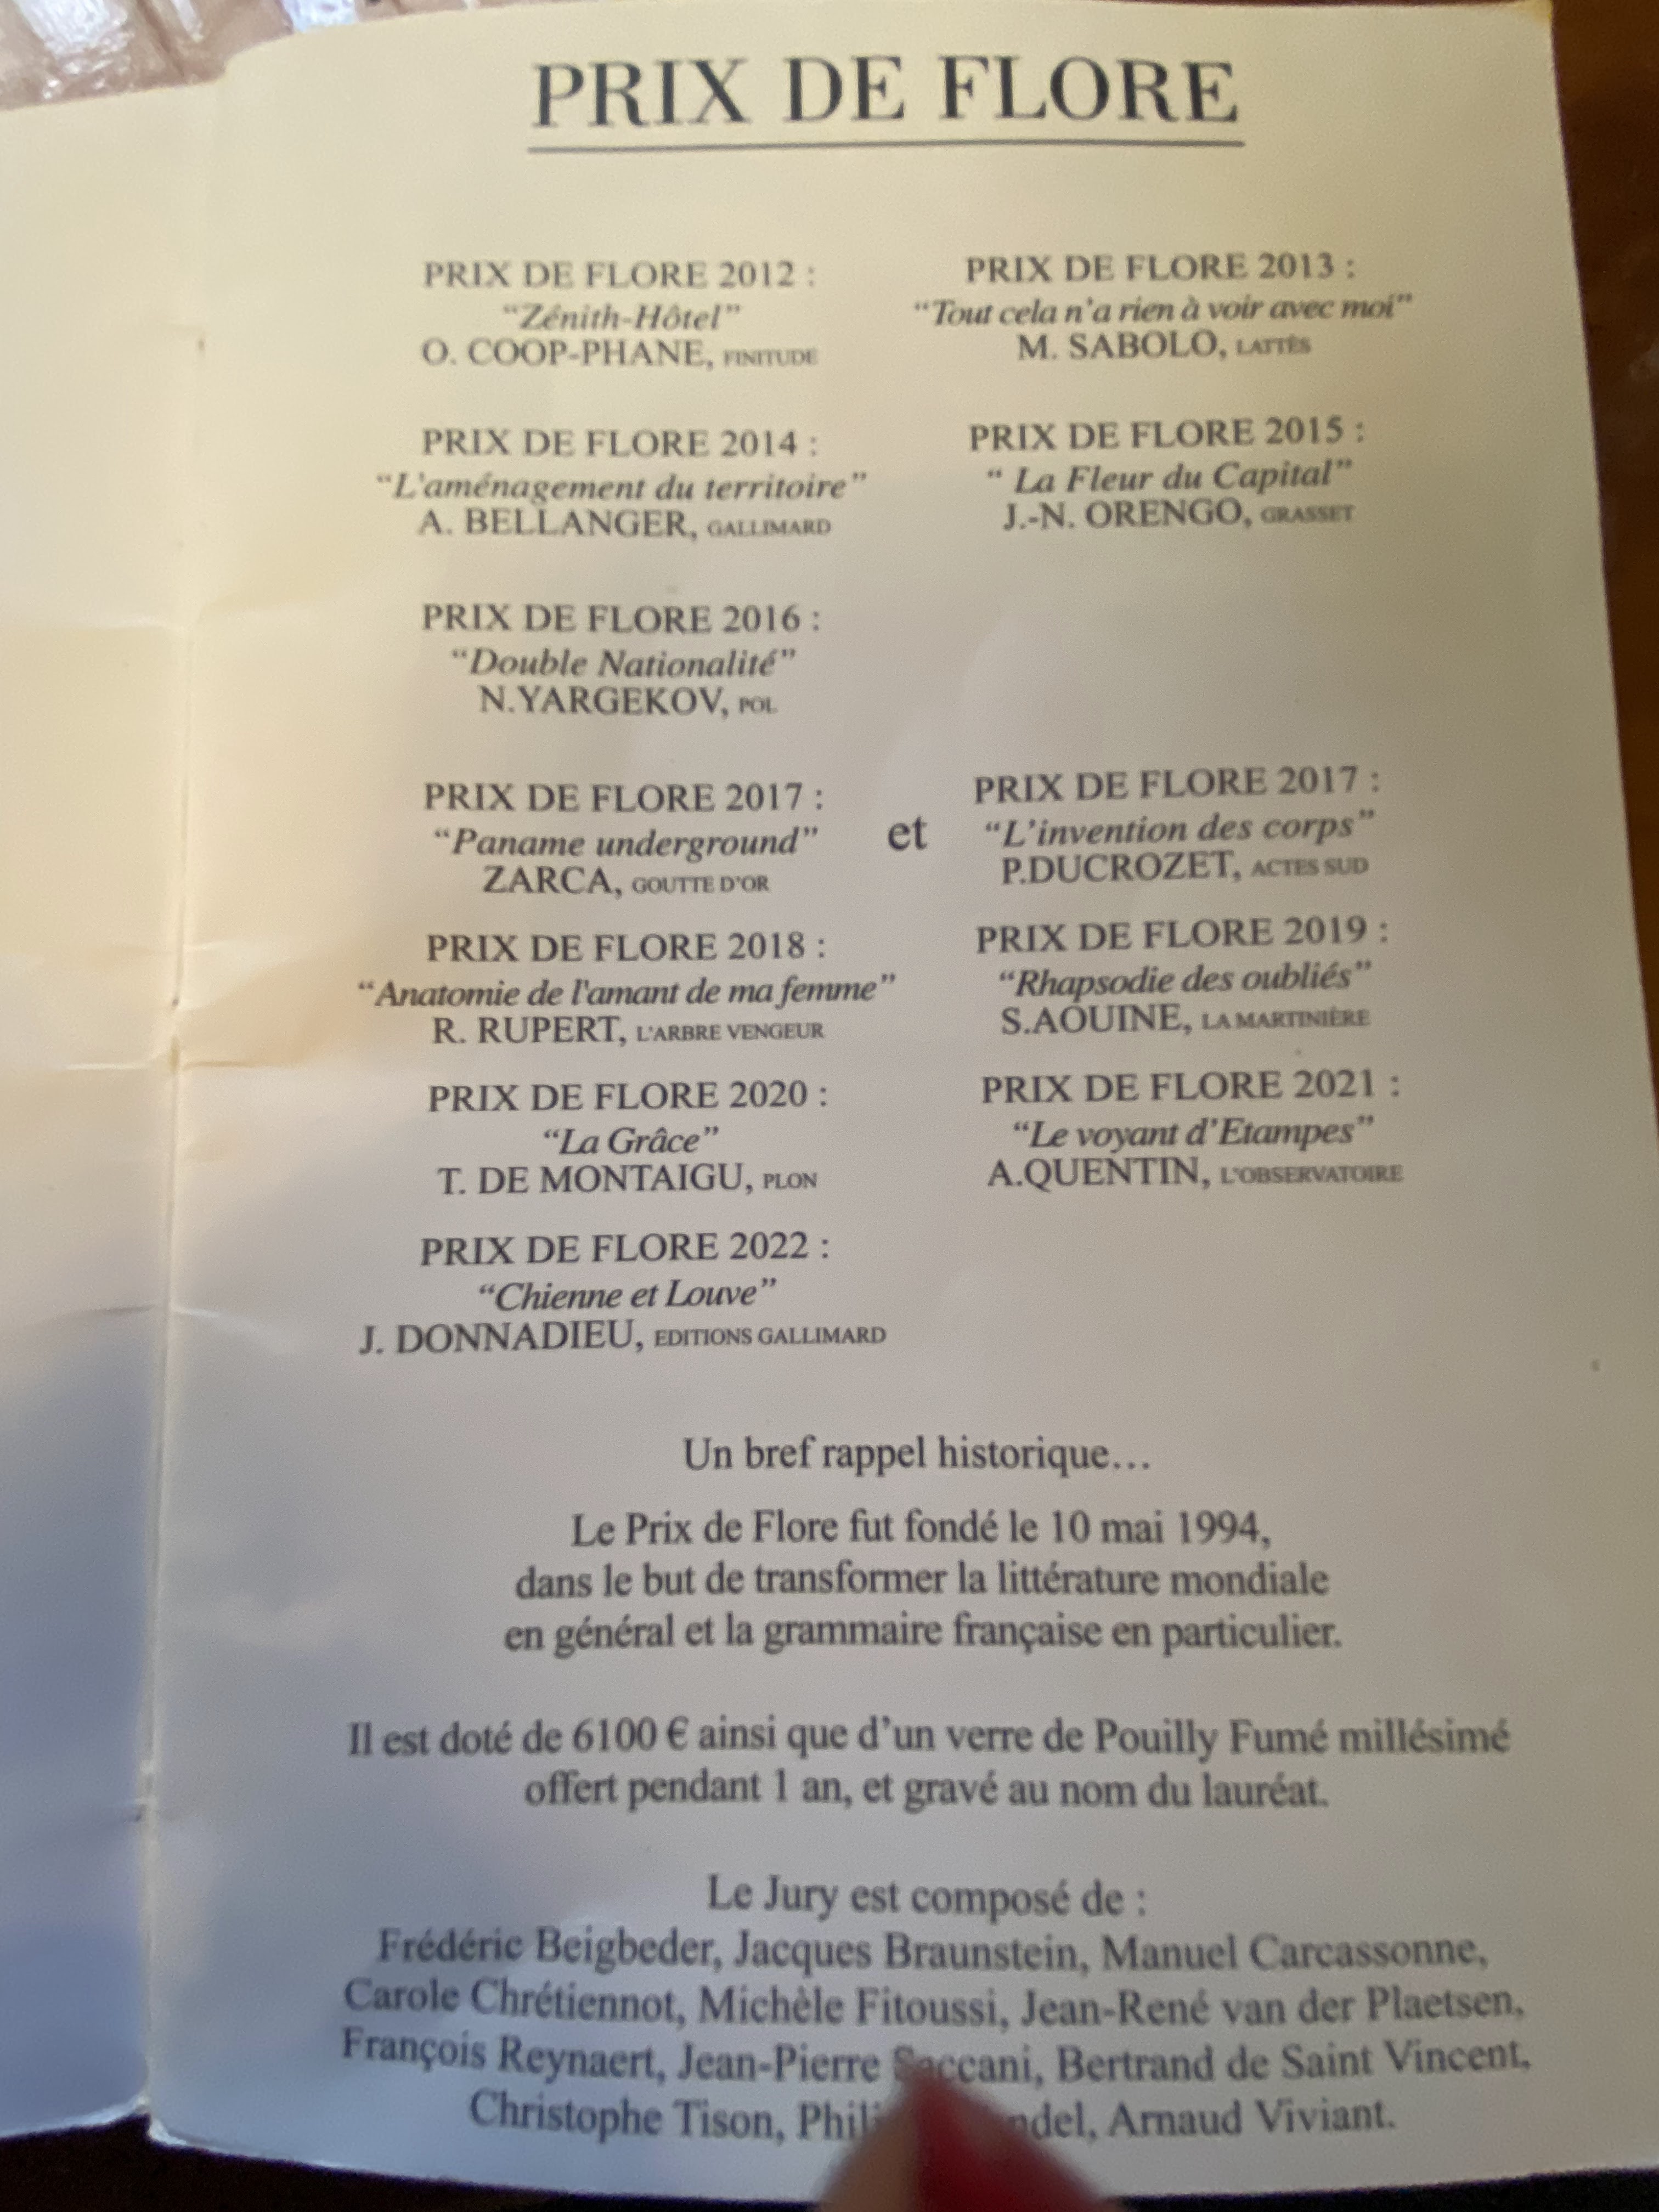 PRIX DE FLORE
PRIX DE FLORE 2012 :
“Zénith-Hôtel”
O. COOP-PHANE, FINITUDE
PRIX DE FLORE 2013 :
“Tout cela n’a rien à voir avec moi”
M. SABOLO, LATTÈS
PRIX DE FLORE 2014 :
“L’aménagement du territoire”
A. BELLANGER, GALLIMARD
PRIX DE FLORE 2015 :
“ La Fleur du Capital”
J.-N. ORENGO, GRASSET
PRIX DE FLORE 2016 :
“Double Nationalité”
N.YARGEKOV, POL
PRIX DE FLORE 2017 :
“Paname underground”
ZARCA, GOUTTE D’OR
et
PRIX DE FLORE 2017 :
“L’invention des corps”
P.DUCROZET, ACTES SUD
PRIX DE FLORE 2018 :
“Anatomie de l'amant de ma femme”
R. RUPERT, L’ARBRE VENGEUR
PRIX DE FLORE 2019 :
“Rhapsodie des oubliés”
S.AOUINE, LA MARTINIÈRE
PRIX DE FLORE 2020 :
“La Grâce”
T. DE MONTAIGU, PLON
PRIX DE FLORE 2021 :
“Le voyant d’Etampes”
A.QUENTIN, L’OBSERVATOIRE
PRIX DE FLORE 2022 :
“Chienne et Louve”
J. DONNADIEU, EDITIONS GALLIMARD
Un bref rappel historique…
Le Prix de Flore fut fondé le 10 mai 1994,
dans le but de transformer la littérature mondiale
en général et la grammaire française en particulier.
Il est doté de 6100 € ainsi que d’un verre de Pouilly Fumé millésimé
offert pendant 1 an, et gravé au nom du lauréat.
Le Jury est composé de :
Frédéric Beigbeder, Jacques Braunstein, Manuel Carcassonne,
Carole Chrétiennot, Michèle Fitoussi, Jean-René van der Plaetsen,
François Reynaert, Jean-Pierre Saccani, Bertrand de Saint Vincent,
Christophe Tison, Arnaud Viviant.